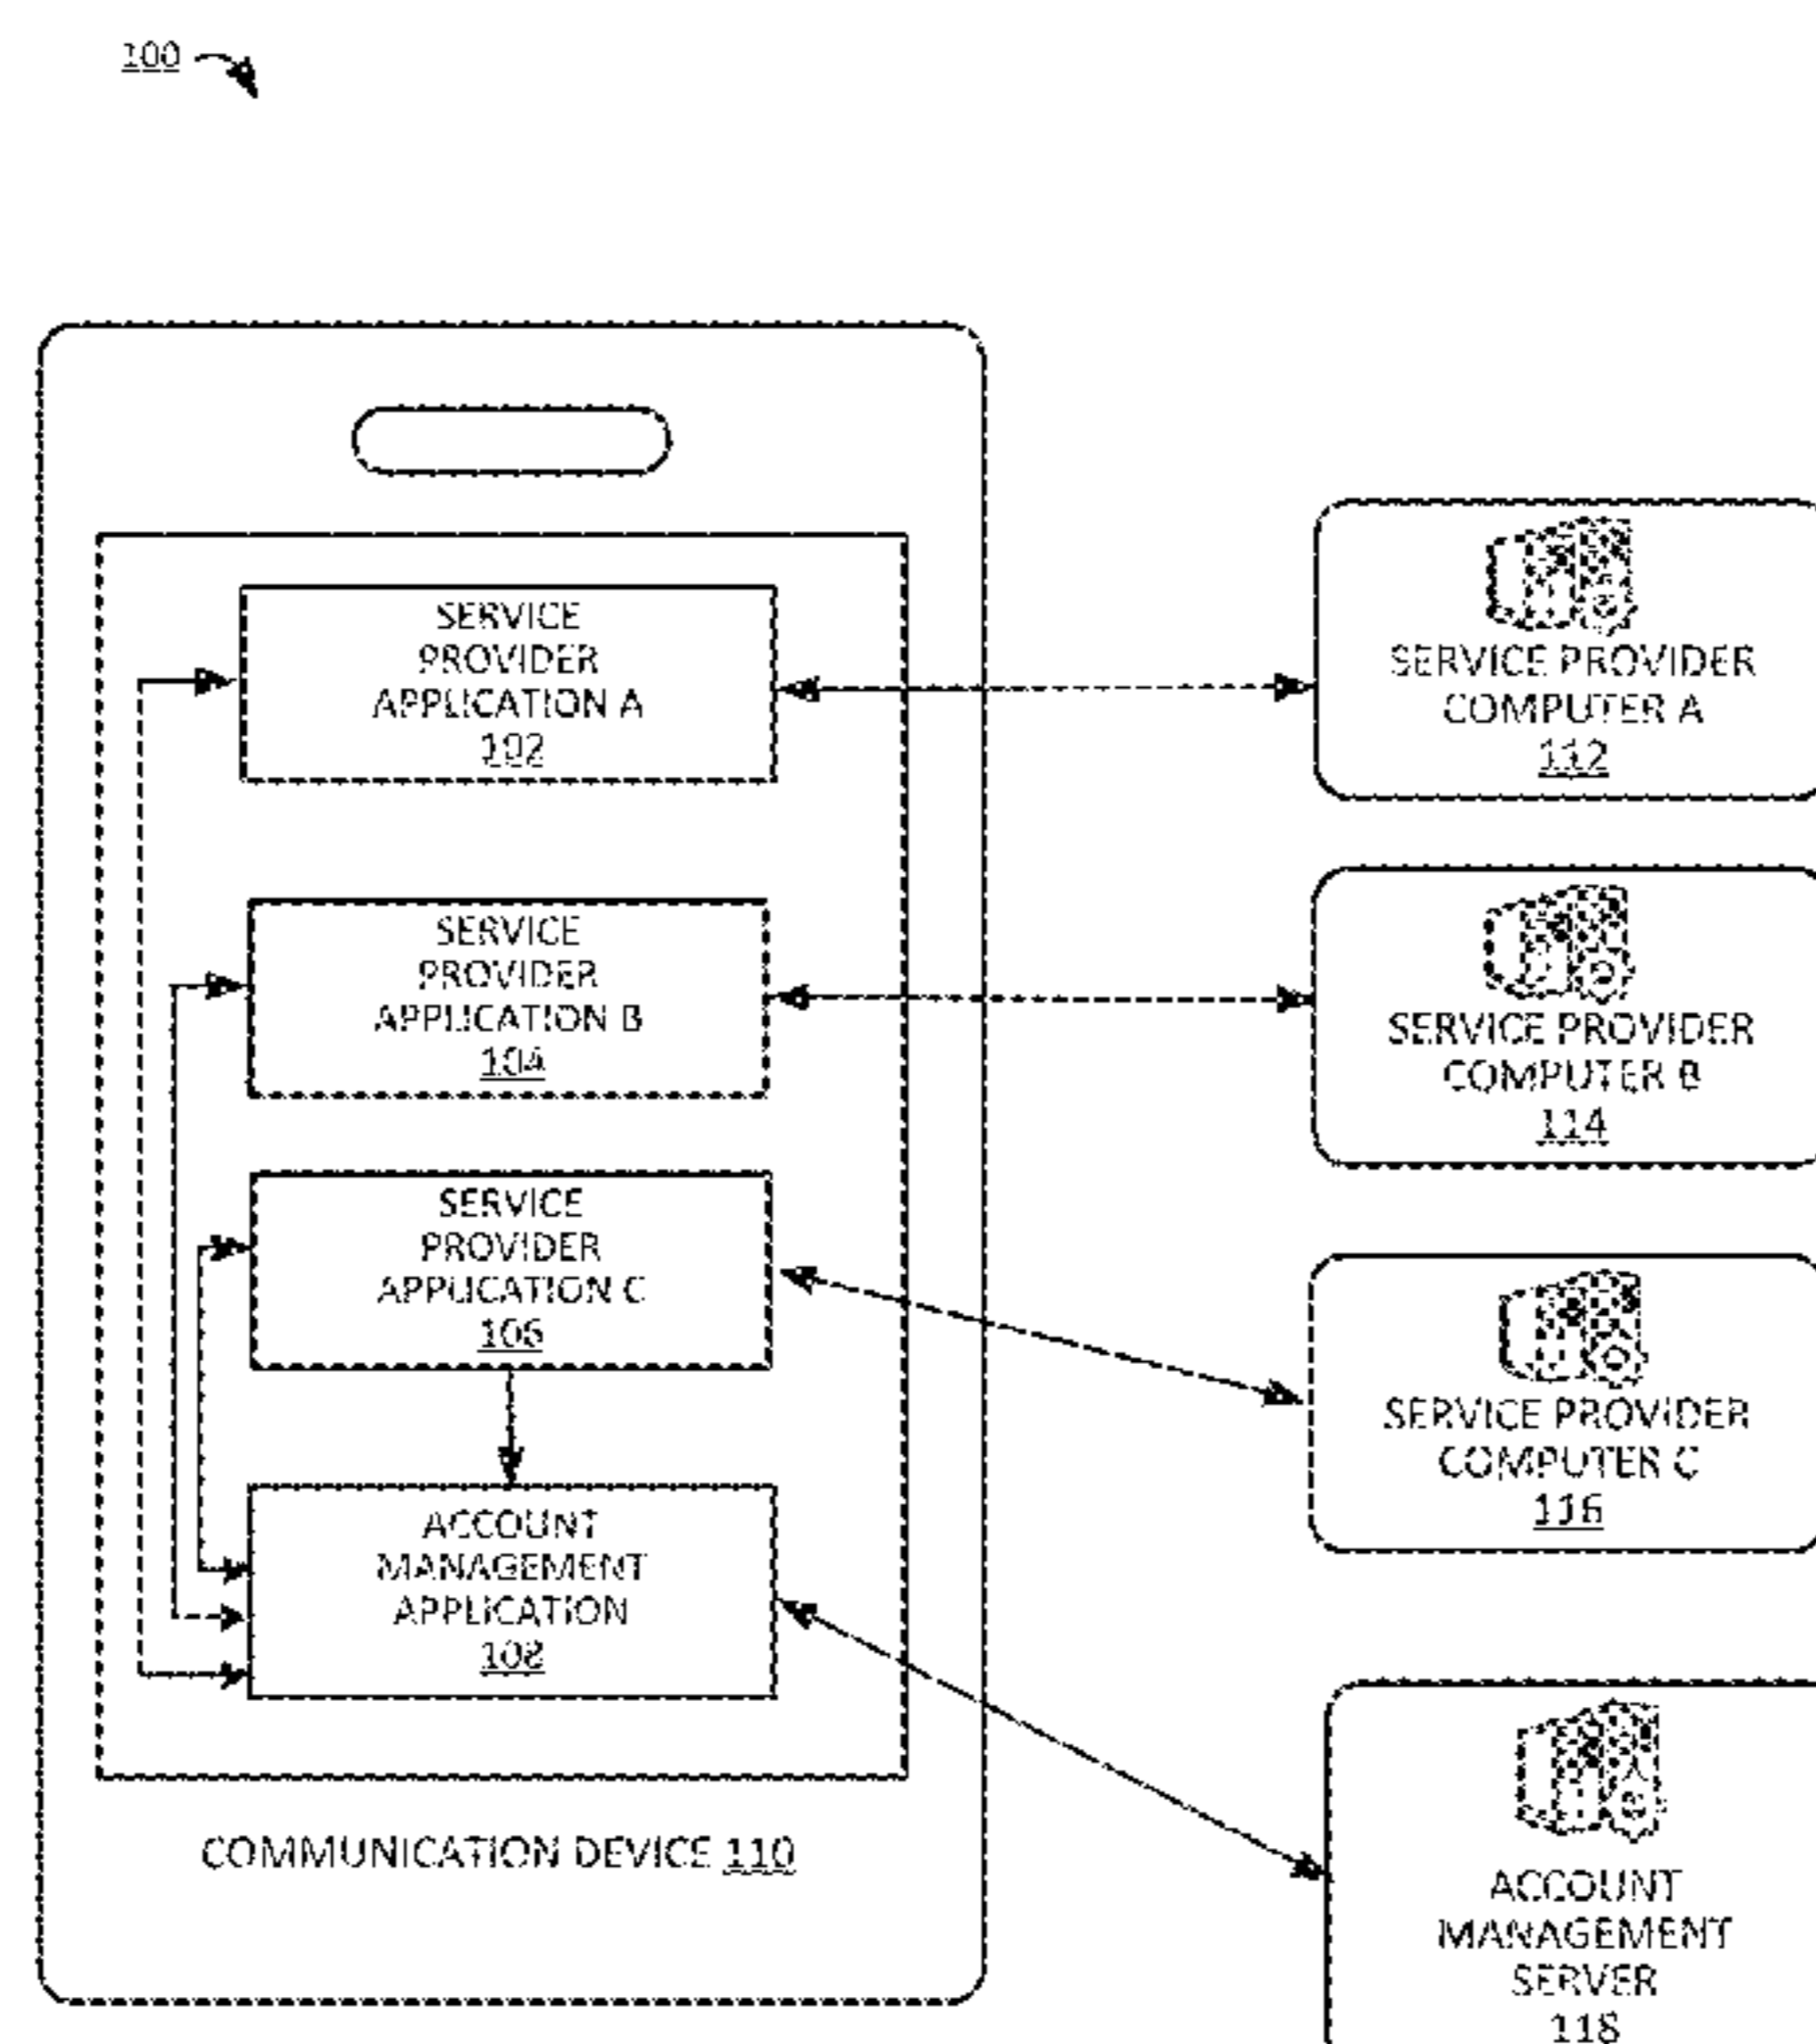 100
SERVICE
PROVIDER
APPLICATION A
102
SERVICE
PROVIDER
APPLICATION B
104
SERVICE
PROVIDER
APPLICATION C
106
ACCOUNT
MANAGEMENT
APPLICATION
108
COMMUNICATION DEVICE 110
SERVICE PROVIDER
COMPUTER A
112
SERVICE PROVIDER
COMPUTER B
114
SERVICE PROVIDER
COMPUTER C
116
ACCOUNT
MANAGEMENT
SERVER
118